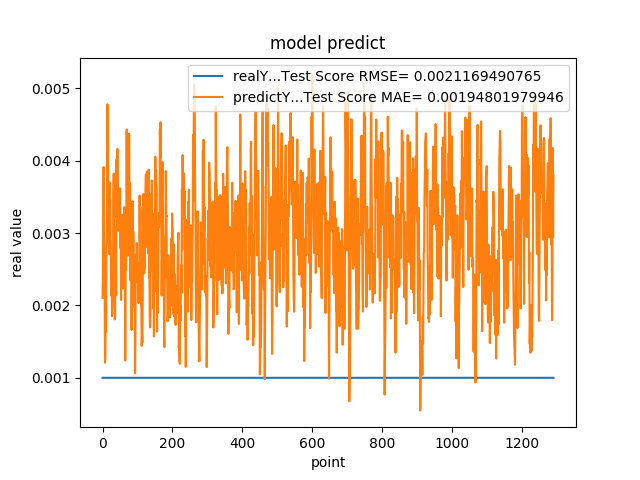 model predict
realY...Test Score RMSE= 0.0021169490765
predictY...Test Score MAE= 0.00194801979946
0.005
0.004
0.003
0.002
0.001
real value
0 200 400 600 800 1000 1200
point